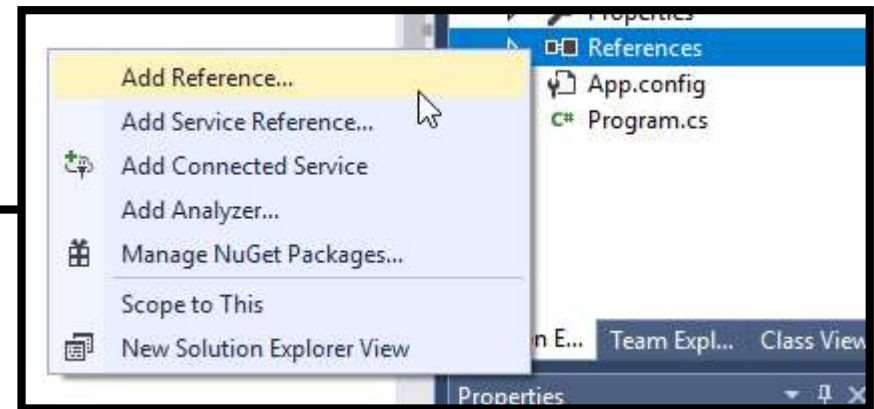 Properties
References
App.config
C# Program.cs
Add Reference...
Add Service Reference...
Add Connected Service
Add Analyzer...
Manage NuGet Packages...
Scope to This
New Solution Explorer View
n E... Team Expl... Class View
Properties